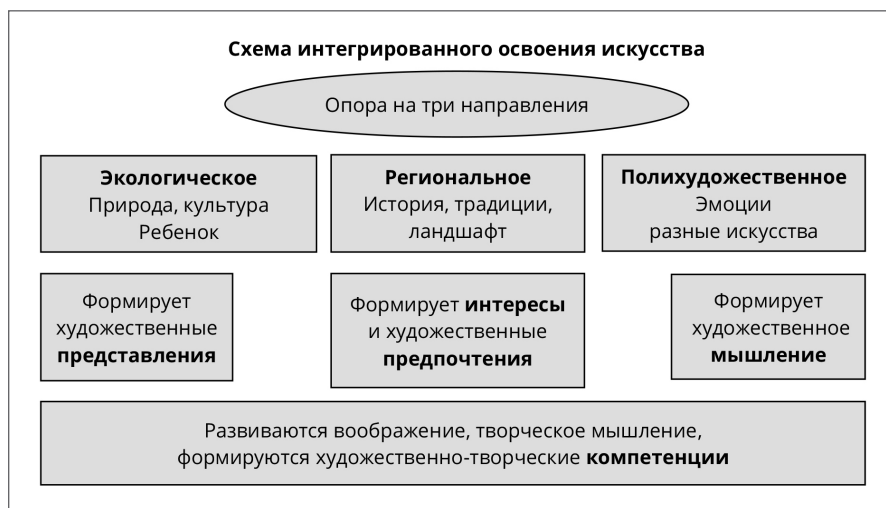 Схема интегрированного освоения искусства
Опора на три направления
Экологическое
Природа, культура
Ребенок
Региональное
История, традиции,
ландшафт
Полихудожественное
Эмоции
разные искусства
Формирует
художественные
представления
Формирует интересы
и художественные
предпочтения
Формирует
художественное
мышление
Развиваются воображение, творческое мышление,
формируются художественно-творческие компетенции